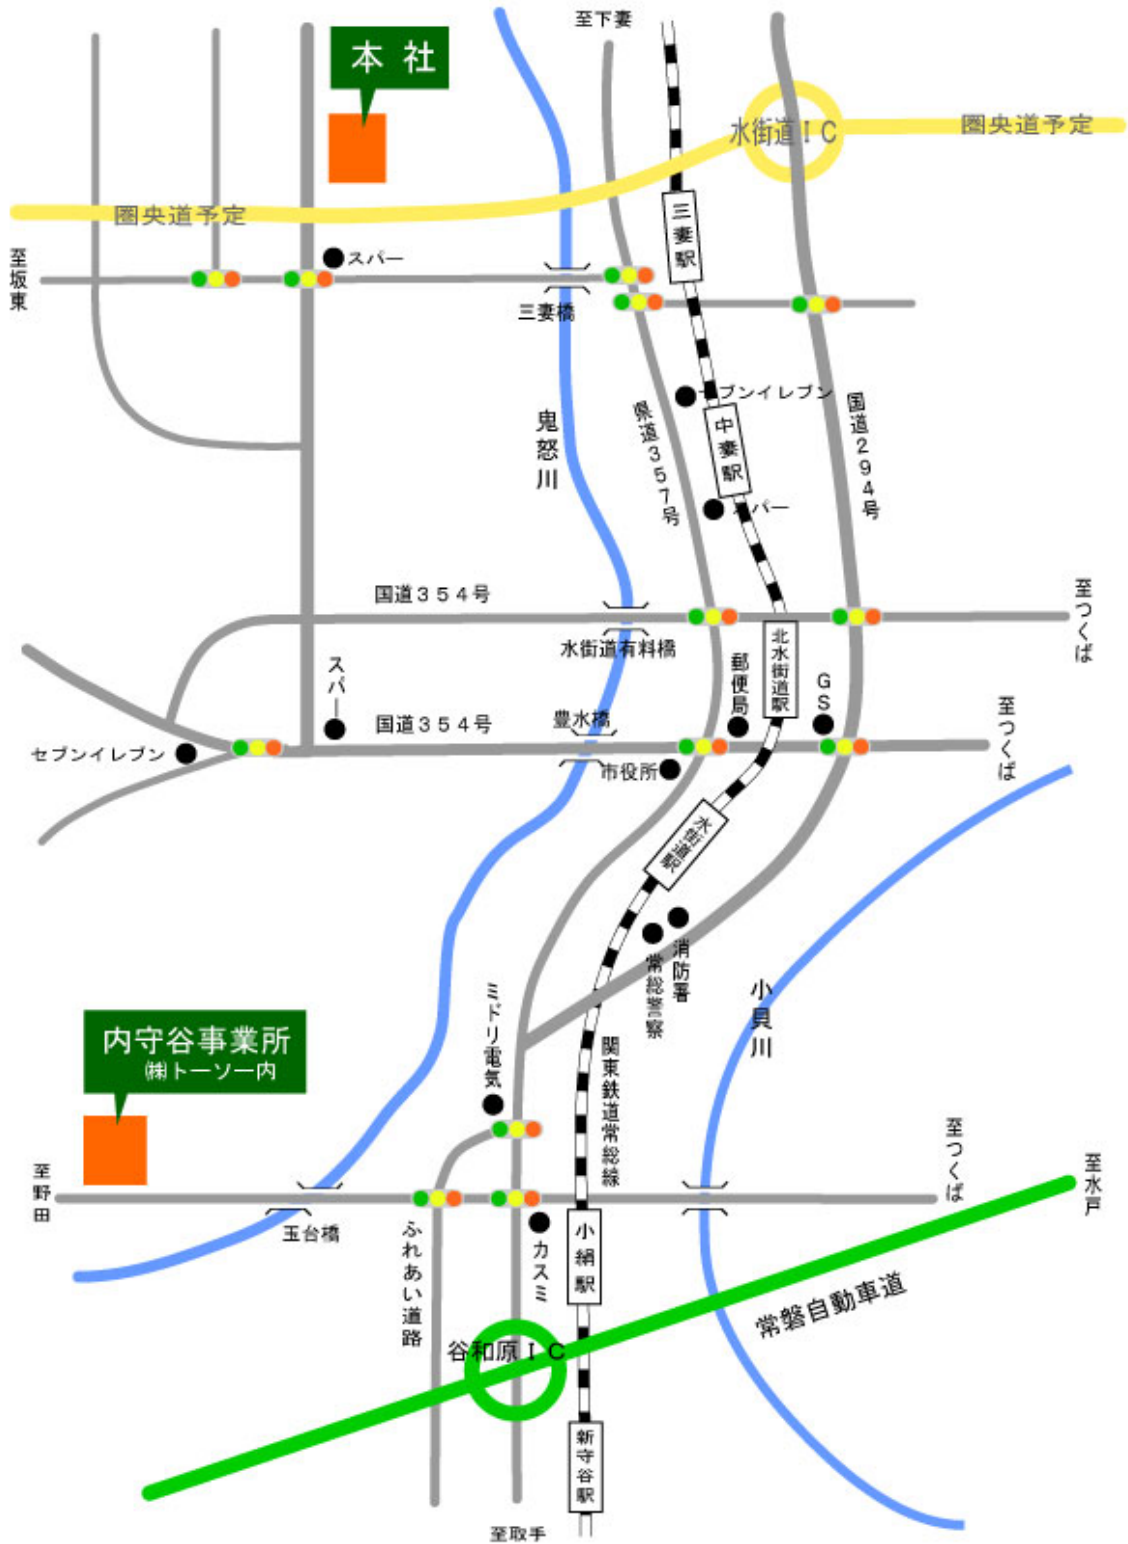 至下妻
本 社
水街道ＩＣ
圏央道予定
圏央道予定
至坂東
スパー
三妻駅
三妻橋
セブンイレブン
県道３５７号
国道２９４号
中妻駅
鬼怒川
スパー
国道３５４号
至つくば
水街道有料橋
北水街道駅
郵便局
スパー
ＧＳ
国道３５４号
豊水橋
至つくば
セブンイレブン
市役所
水街道駅
消防署
常総警察
小貝川
ミドリ電気
内守谷事業所
㈱トーソー内
関東鉄道常総線
至つくば
至水戸
至野田
玉台橋
ふれあい道路
カスミ
小絹駅
常磐自動車道
谷和原ＩＣ
新守谷駅
至取手